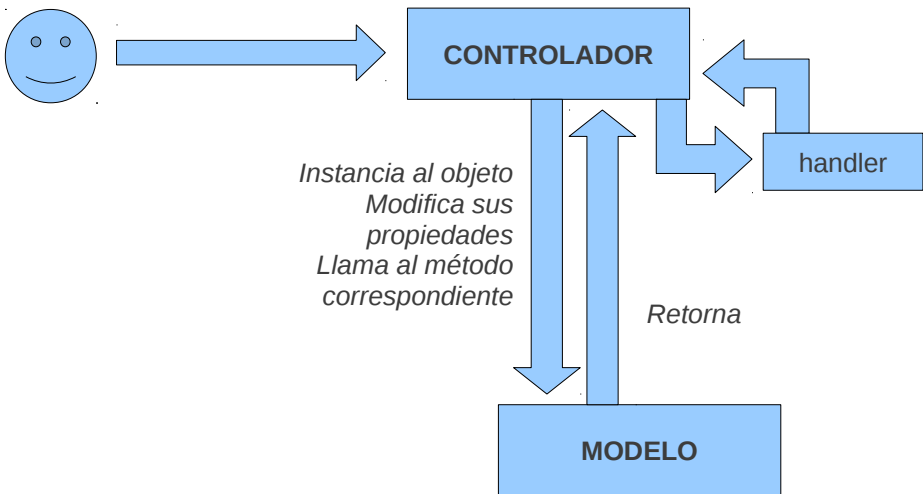 CONTROLADOR
handler
Instancia al objeto
Modifica sus
propiedades
Llama al método
correspondiente
Retorna
MODELO